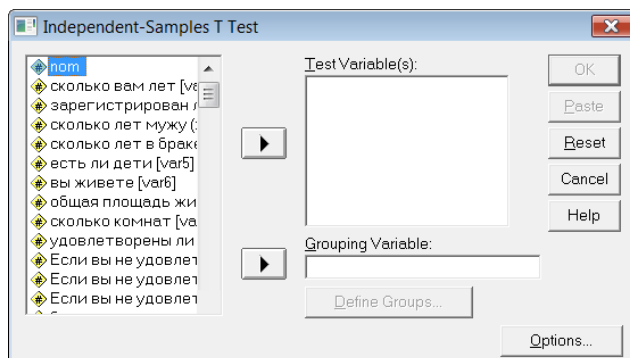 Independent-Samples T Test
nom
сколько вам лет [va
зарегистрирован
сколько лет мужу (
сколько лет в браке
есть ли дети [var5]
вы живете [var6]
общая площадь жи
сколько комнат [va
удовлетворены ли
Если вы не удовлет
Если вы не удовлет
Если вы не удовлет
Test Variable(s):
Grouping Variable:
Define Groups...
OK
Paste
Reset
Cancel
Help
Options...